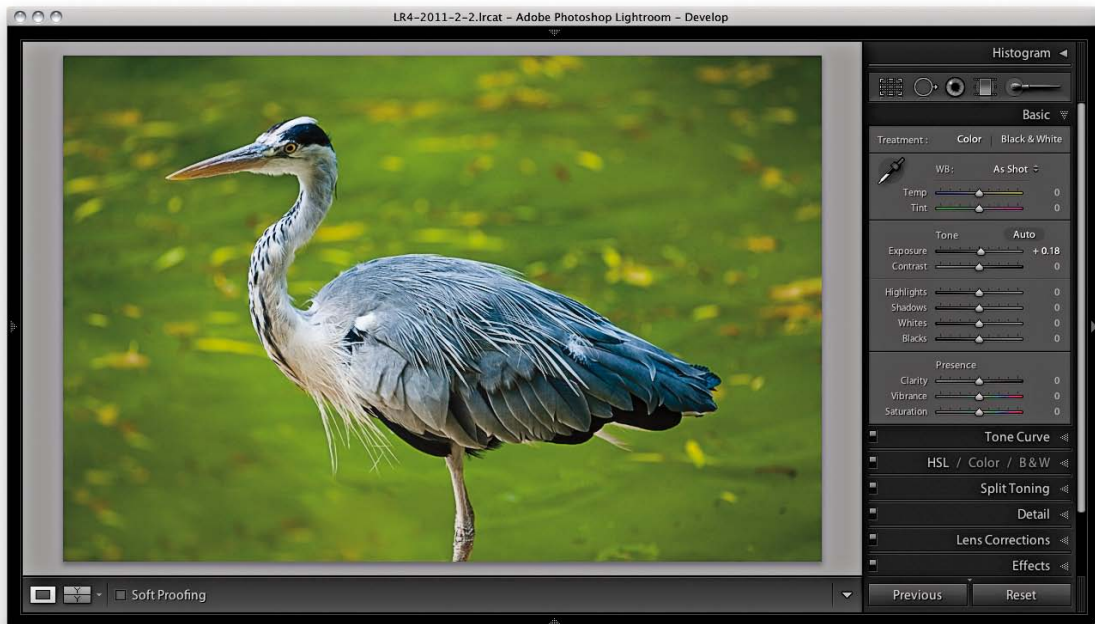 LR4-2011-2-2.lrcat - Adobe Photoshop Lightroom - Develop
Histogram
Basic
Treatment : Color | Black & White
WB : As Shot
Temp 0
Tint 0
Tone Auto
Exposure + 0.18
Contrast 0
Highlights 0
Shadows 0
Whites 0
Blacks 0
Presence
Clarity 0
Vibrance 0
Saturation 0
Tone Curve
HSL / Color / B & W
Split Toning
Detail
Lens Corrections
Effects
Y Y Soft Proofing Previous Reset